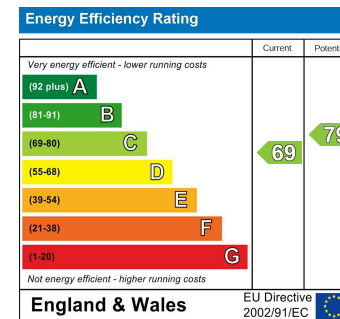 Energy Efficiency Rating
Current Potenti
Very energy efficient - lower running costs
(92 plus) A
(81-91) B
(69-80) C
(55-68) D
(39-54) E
(21-38) F
(1-20) G
69
79
Not energy efficient - higher running costs
England & Wales
EU Directive
2002/91/EC